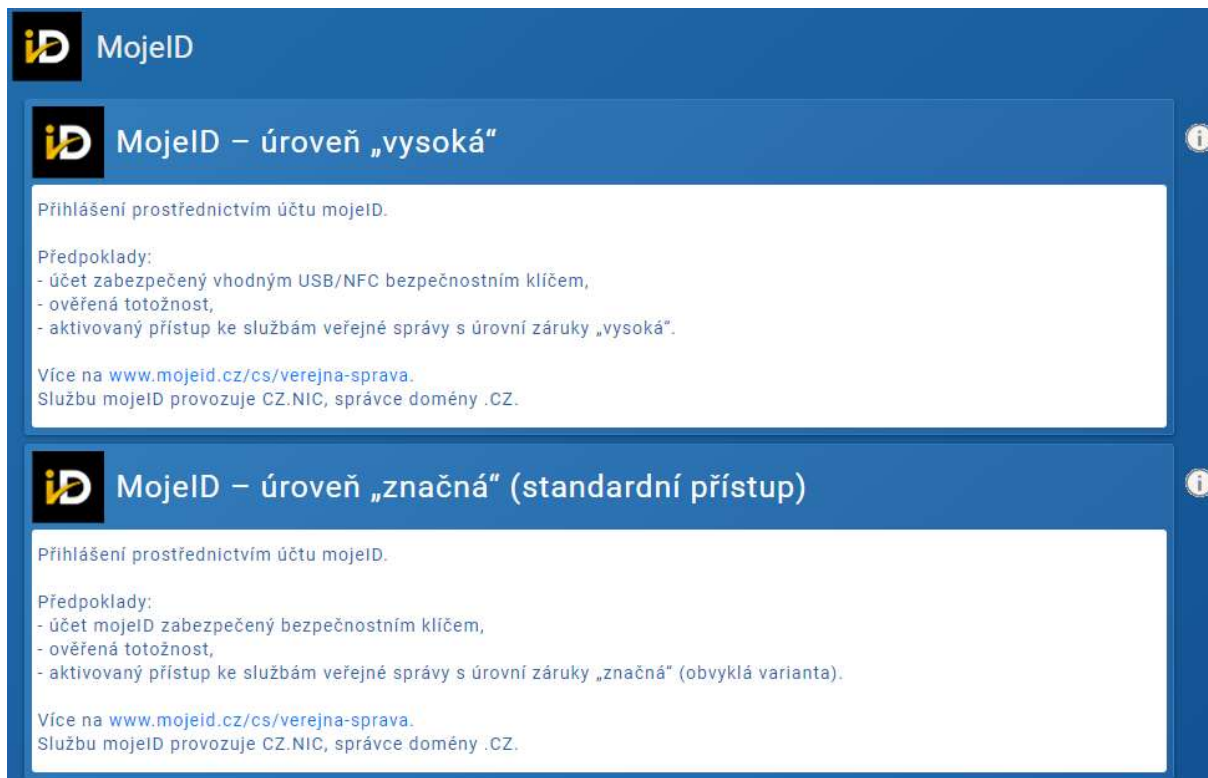 iD MojeID
iD MojeID – úroveň „vysoká“
Přihlášení prostřednictvím účtu mojeID.
Předpoklady:
- účet zabezpečený vhodným USB/NFC bezpečnostním klíčem,
- ověřená totožnost,
- aktivovaný přístup ke službám veřejné správy s úrovní záruky „vysoká“.
Více na www.mojeid.cz/cs/verejna-sprava.
Službu mojeID provozuje CZ.NIC, správce domény .CZ.
iD MojeID – úroveň „značná“ (standardní přístup)
Přihlášení prostřednictvím účtu mojeID.
Předpoklady:
- účet mojeID zabezpečený bezpečnostním klíčem,
- ověřená totožnost,
- aktivovaný přístup ke službám veřejné správy s úrovní záruky „značná“ (obvyklá varianta).
Více na www.mojeid.cz/cs/verejna-sprava.
Službu mojeID provozuje CZ.NIC, správce domény .CZ.